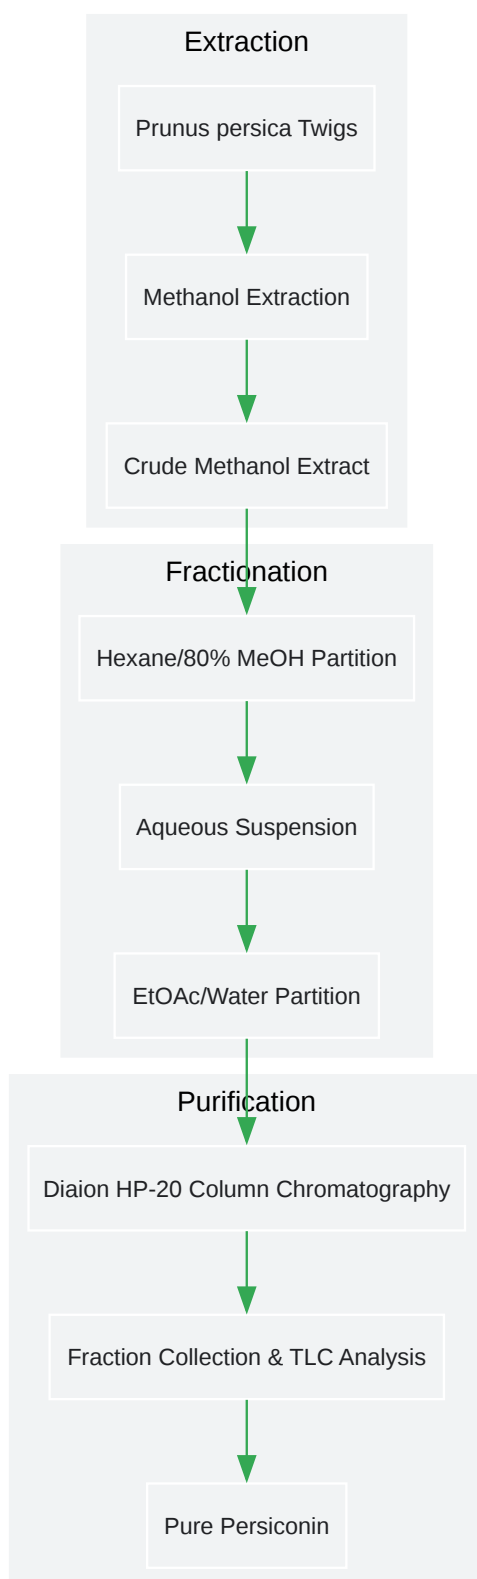 Extraction
Prunus persica Twigs
Methanol Extraction
Crude Methanol Extract
Fractionation
Hexane/80% MeOH Partition
Aqueous Suspension
EtOAc/Water Partition
Purification
Diaion HP-20 Column Chromatography
Fraction Collection & TLC Analysis
Pure Persiconin